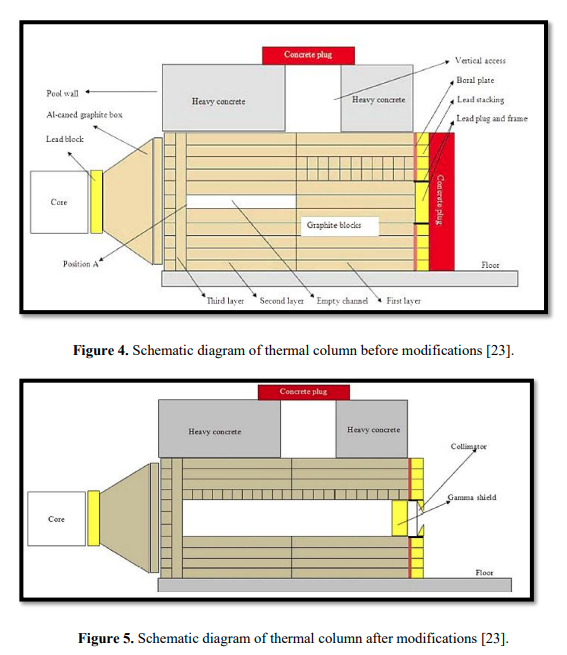 Concrete plug
Vertical access
Pool wall
Heavy concrete
Heavy concrete
Boral plate
Al-caned graphite box
Lead stacking
Lead plug and frame
Lead block
Core
Concrete plug
Graphite blocks
Position A
Floor
Third layer
Second layer
Empty channel
First layer
Figure 4. Schematic diagram of thermal column before modifications [23].
Concrete plug
Heavy concrete
Heavy concrete
Collimator
Gamma shield
Core
Floor
Figure 5. Schematic diagram of thermal column after modifications [23].